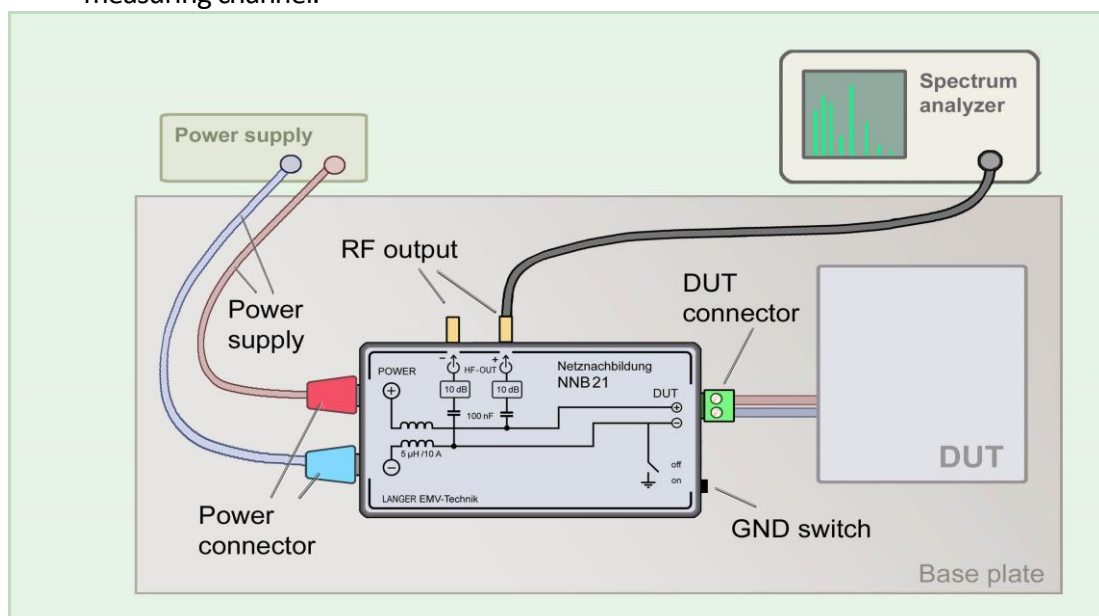 measuring channel.
Power supply
Spectrum
analyzer
RF output
Power
supply
DUT
connector
POWER
− HF-OUT +
10 dB
10 dB
100 nF
5 µH/10 A
Netznachbildung
NNB 21
DUT
off
on
LANGER EMV-Technik
DUT
Power
connector
GND switch
Base plate